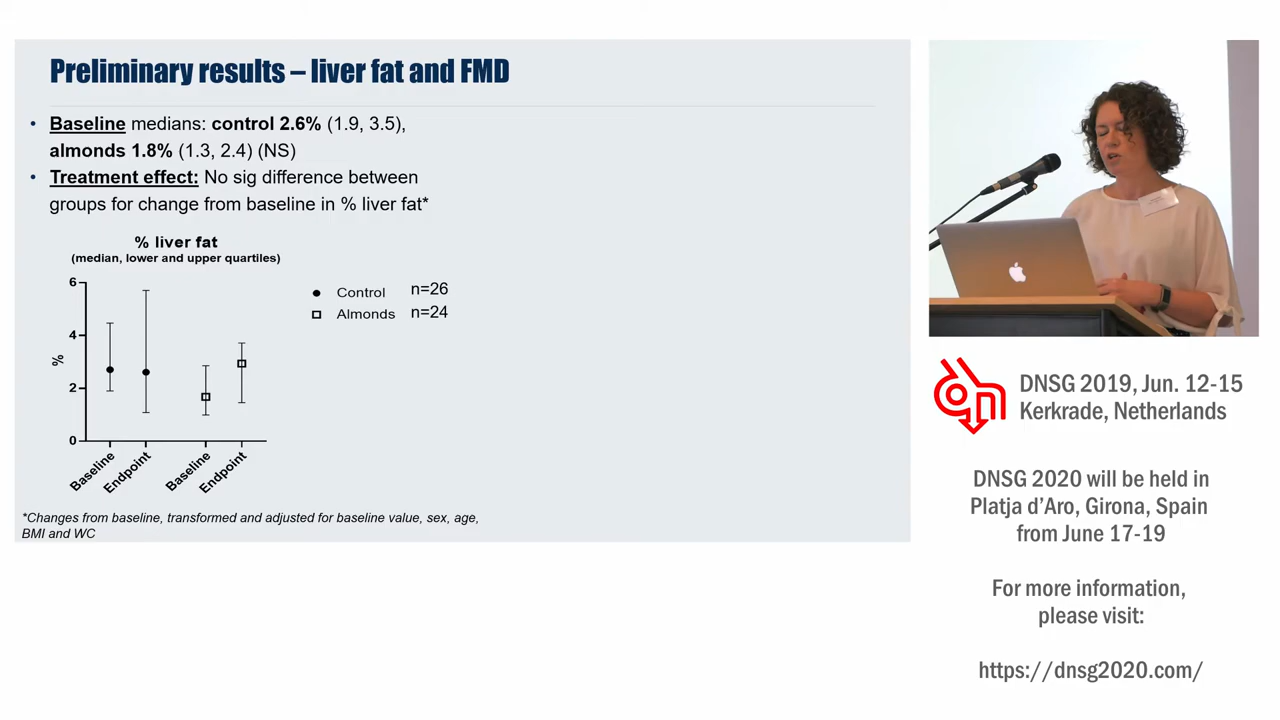 Preliminary results – liver fat and FMD
• Baseline medians: control 2.6% (1.9, 3.5),
almonds 1.8% (1.3, 2.4) (NS)
• Treatment effect: No sig difference between
groups for change from baseline in % liver fat*
% liver fat
(median, lower and upper quartiles)
6
4
2
0
%
Baseline
Endpoint
Baseline
Endpoint
Control n=26
Almonds n=24
*Changes from baseline, transformed and adjusted for baseline value, sex, age,
BMI and WC
DNSG 2019, Jun. 12-15
Kerkrade, Netherlands
DNSG 2020 will be held in
Platja d’Aro, Girona, Spain
from June 17-19
For more information,
please visit:
https://dnsg2020.com/